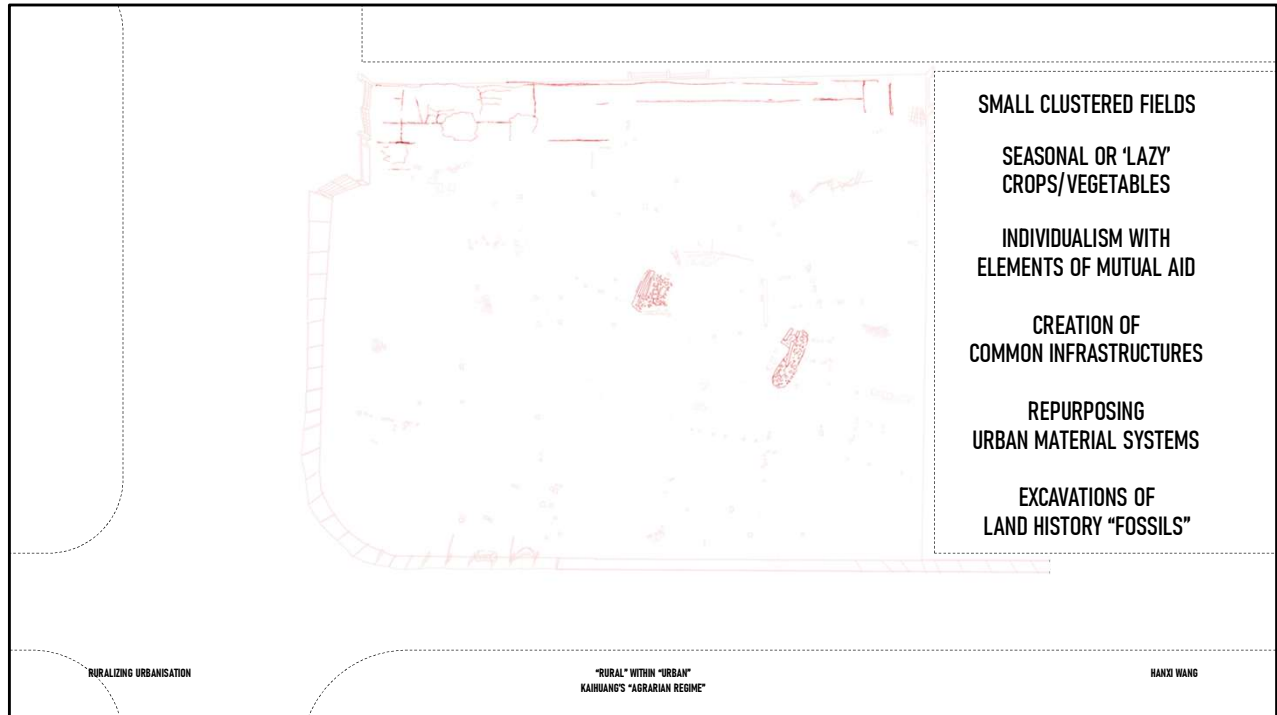 SMALL CLUSTERED FIELDS
SEASONAL OR ‘LAZY’
CROPS/VEGETABLES
INDIVIDUALISM WITH
ELEMENTS OF MUTUAL AID
CREATION OF
COMMON INFRASTRUCTURES
REPURPOSING
URBAN MATERIAL SYSTEMS
EXCAVATIONS OF
LAND HISTORY “FOSSILS”
RURALIZING URBANISATION
“RURAL” WITHIN “URBAN”
KAIHUANG’S “AGRARIAN REGIME”
HANXI WANG